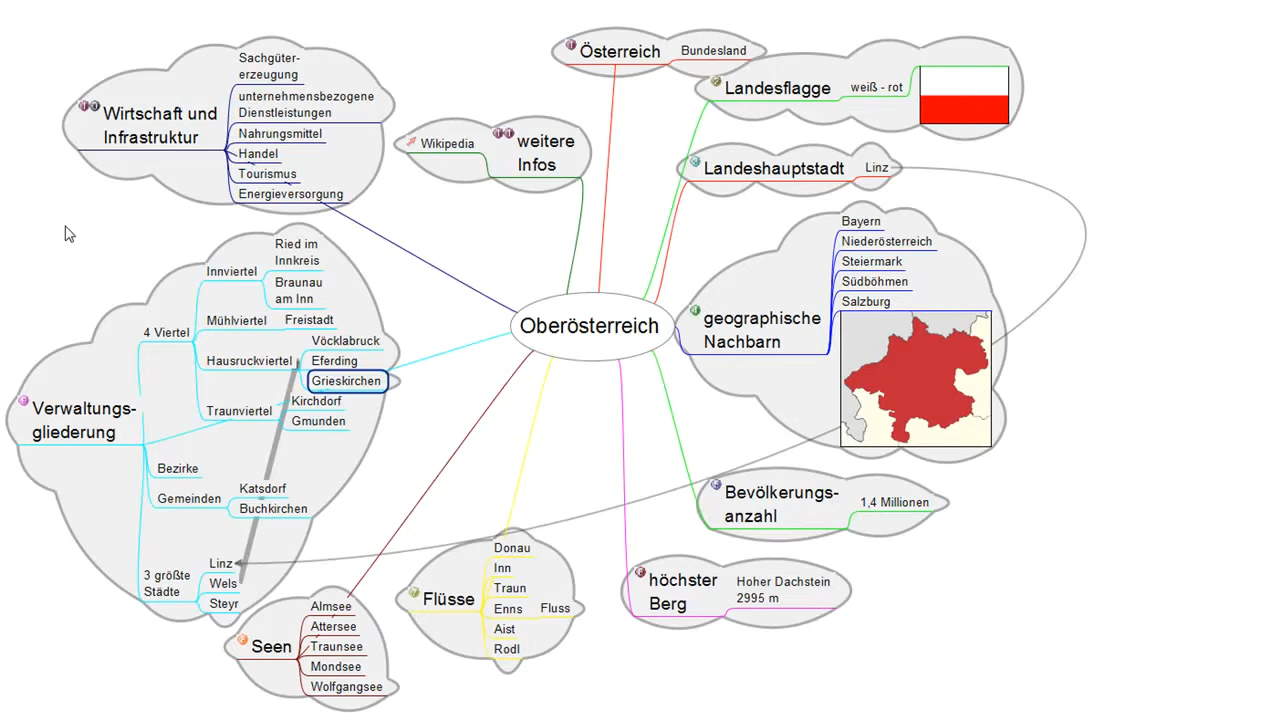 Oberösterreich
Österreich
Bundesland
Landesflagge
weiß - rot
Landeshauptstadt
Linz
geographische
Nachbarn
Bayern
Niederösterreich
Steiermark
Südböhmen
Salzburg
Bevölkerungs-
anzahl
1,4 Millionen
höchster
Berg
Hoher Dachstein
2995 m
Flüsse
Donau
Inn
Traun
Enns
Fluss
Aist
Rodl
Seen
Almsee
Attersee
Traunsee
Mondsee
Wolfgangsee
Verwaltungs-
gliederung
4 Viertel
Innviertel
Ried im
Innkreis
Braunau
am Inn
Mühlviertel
Freistadt
Hausruckviertel
Vöcklabruck
Eferding
Grieskirchen
Traunviertel
Kirchdorf
Gmunden
Bezirke
Gemeinden
Katsdorf
Buchkirchen
3 größte
Städte
Linz
Wels
Steyr
Wirtschaft und
Infrastruktur
Sachgüter-
erzeugung
unternehmensbezogene
Dienstleistungen
Nahrungsmittel
Handel
Tourismus
Energieversorgung
weitere
Infos
Wikipedia